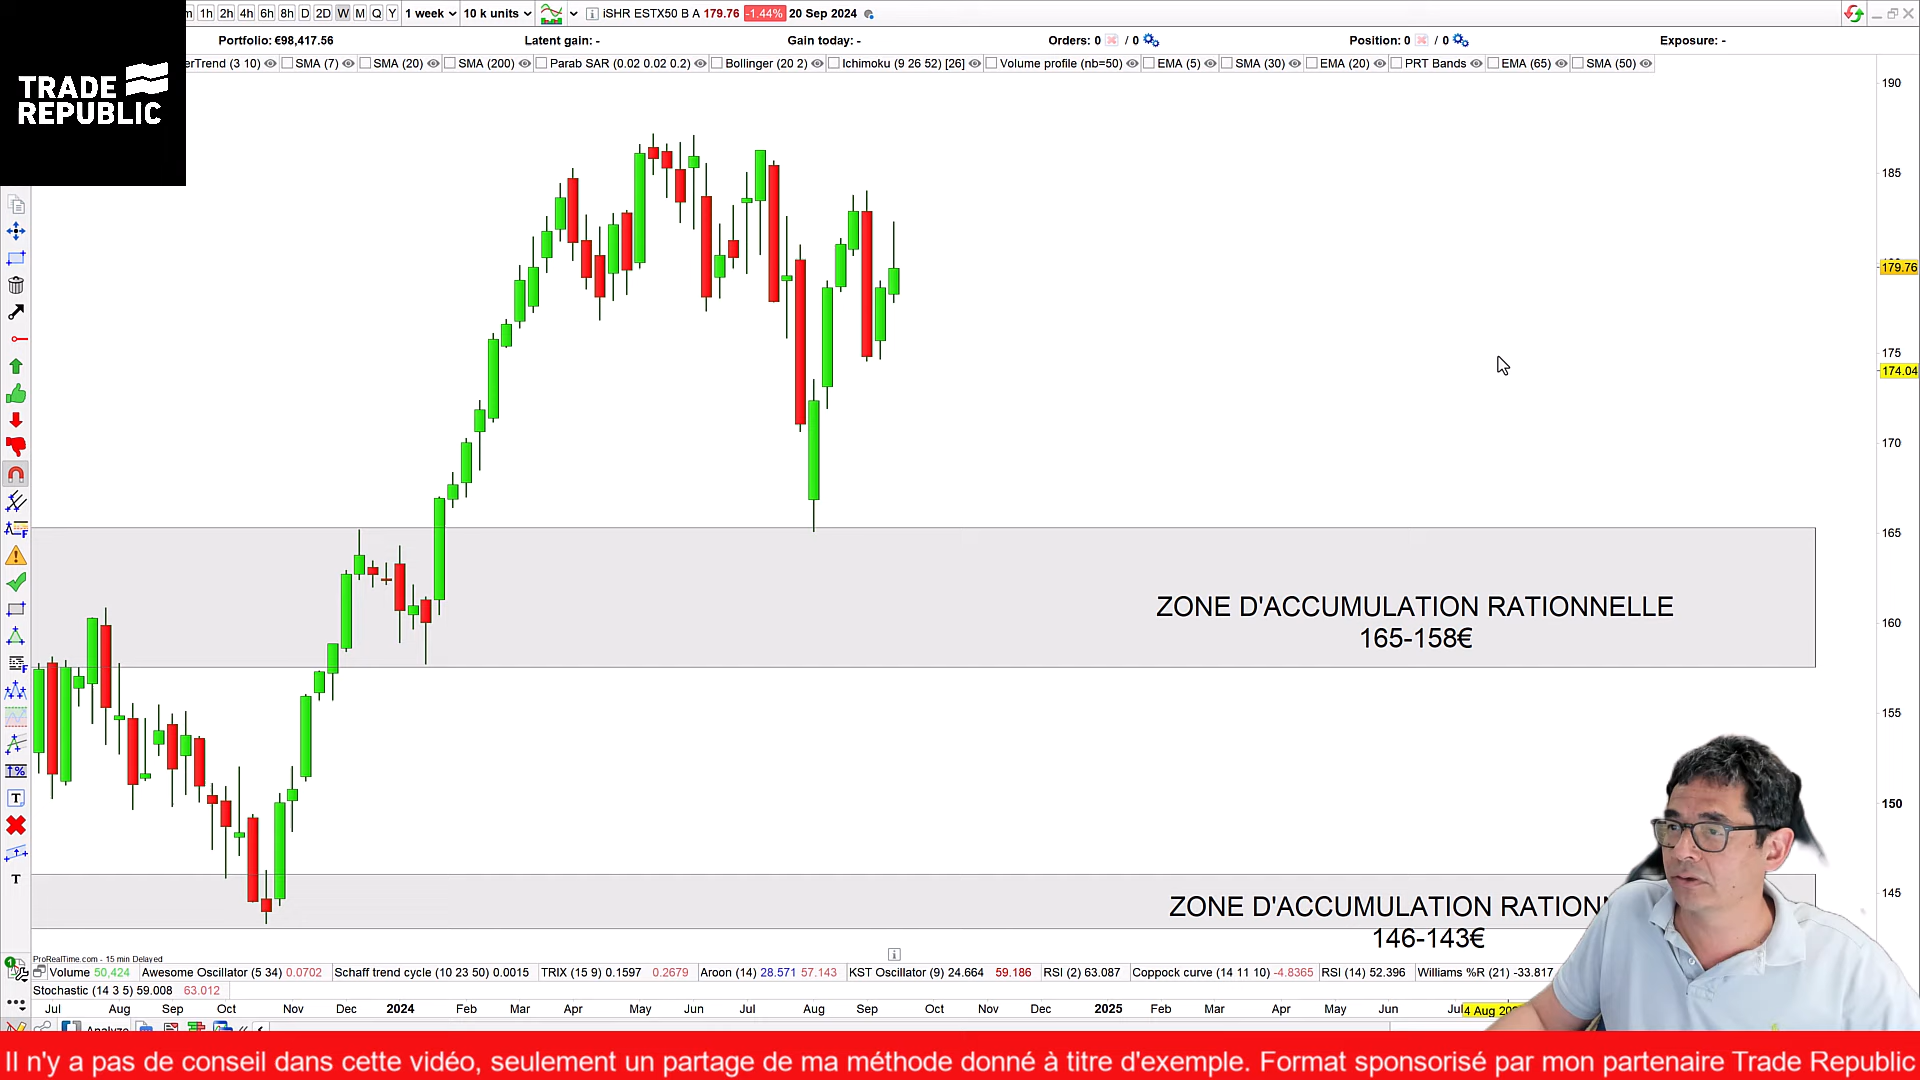 TRADE
REPUBLIC
1h 2h 4h 6h 8h D 2D W M Q Y 1 week 10 k units iSHR ESTX50 B A 179.76 -1.44% 20 Sep 2024
Portfolio: €98,417.56 Latent gain: - Gain today: - Orders: 0 / 0 Position: 0 / 0 Exposure: -
erTrend (3 10) SMA (7) SMA (20) SMA (200) Parab SAR (0.02 0.02 0.2) Bollinger (20 2) Ichimoku (9 26 52) [26] Volume profile (nb=50) EMA (5) SMA (30) EMA (20) PRT Bands EMA (65) SMA (50)
190
185
179.76
175
174.04
170
165
160
155
150
145
ZONE D'ACCUMULATION RATIONNELLE
165-158€
ZONE D'ACCUMULATION RATIONN
146-143€
ProRealTime.com - 15 min Delayed
Volume 50,424 Awesome Oscillator (5 34) 0.0702 Schaff trend cycle (10 23 50) 0.0015 TRIX (15 9) 0.1597 0.2679 Aroon (14) 28.571 57.143 KST Oscillator (9) 24.664 59.186 RSI (2) 63.087 Coppock curve (14 11 10) -4.8365 RSI (14) 52.396 Williams %R (21) -33.817
Stochastic (14 3 5) 59.008 63.012
Jul Aug Sep Oct Nov Dec 2024 Feb Mar Apr May Jun Jul Aug Sep Oct Nov Dec 2025 Feb Mar Apr May Jun Jul 4 Aug
Analyze
Il n'y a pas de conseil dans cette vidéo, seulement un partage de ma méthode donné à titre d'exemple. Format sponsorisé par mon partenaire Trade Republic